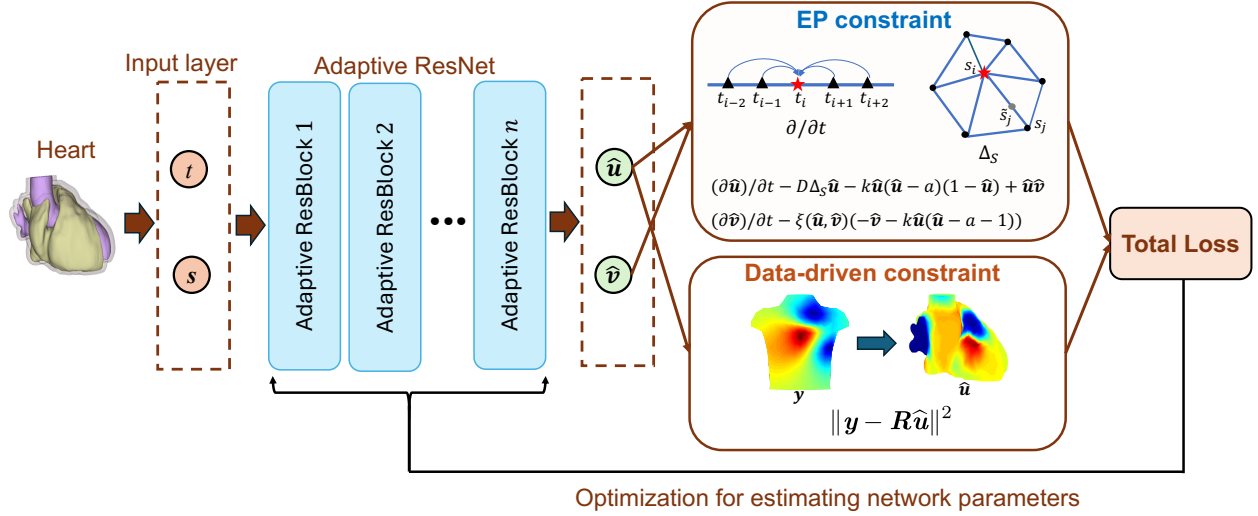 Heart
Input layer
t
s
Adaptive ResNet
Adaptive ResBlock 1
Adaptive ResBlock 2
•••
Adaptive ResBlock n
û
v̂
EP constraint
t_{i−2} t_{i−1} t_i t_{i+1} t_{i+2}
∂/∂t
s_i
s̃_j
s_j
Δ_S
(∂û)/∂t − DΔ_Sû − kû(û − a)(1 − û) + ûv̂
(∂v̂)/∂t − ξ(û, v̂)(−v̂ − kû(û − a − 1))
Data-driven constraint
y
û
‖y − Rû‖²
Total Loss
Optimization for estimating network parameters